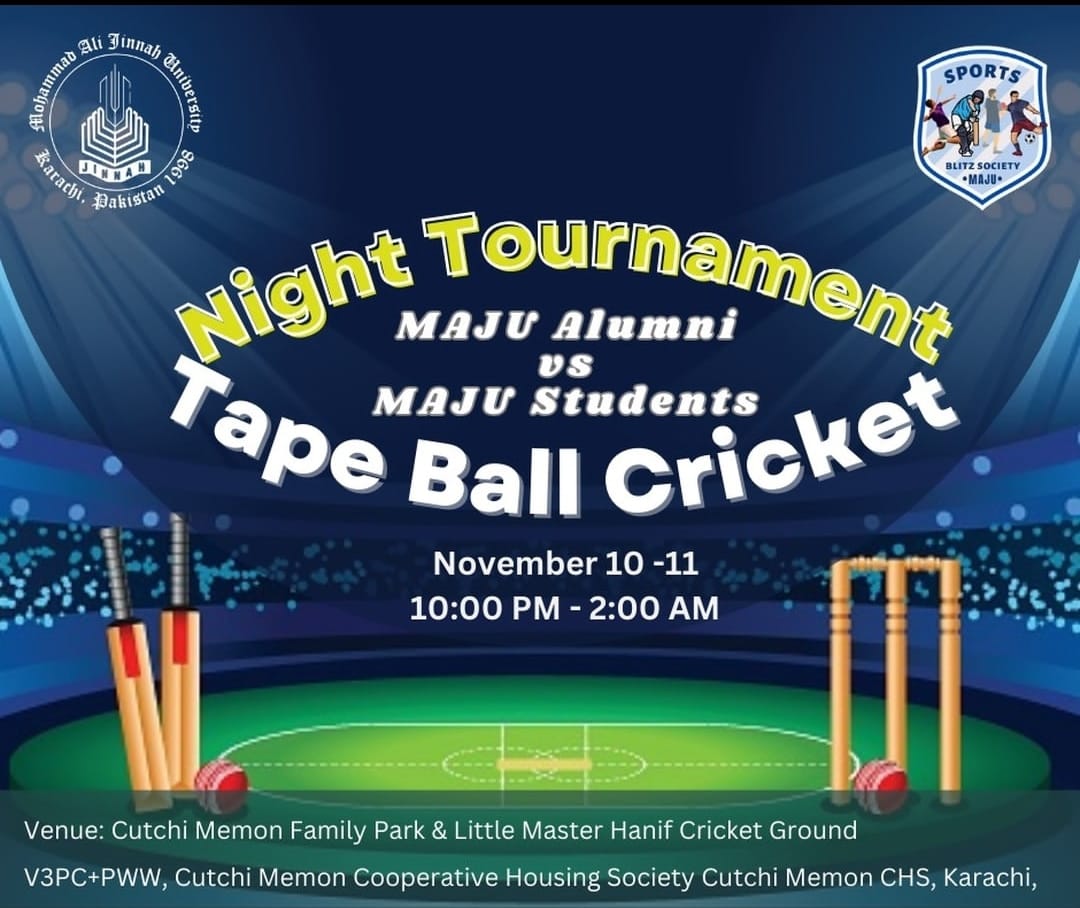 Mohammad Ali Jinnah University
JINNAH
Karachi, Pakistan 1998
SPORTS
BLITZ SOCIETY
•MAJU•
Night Tournament
MAJU Alumni
vs
MAJU Students
Tape Ball Cricket
November 10 -11
10:00 PM - 2:00 AM
Venue: Cutchi Memon Family Park & Little Master Hanif Cricket Ground
V3PC+PWW, Cutchi Memon Cooperative Housing Society Cutchi Memon CHS, Karachi,